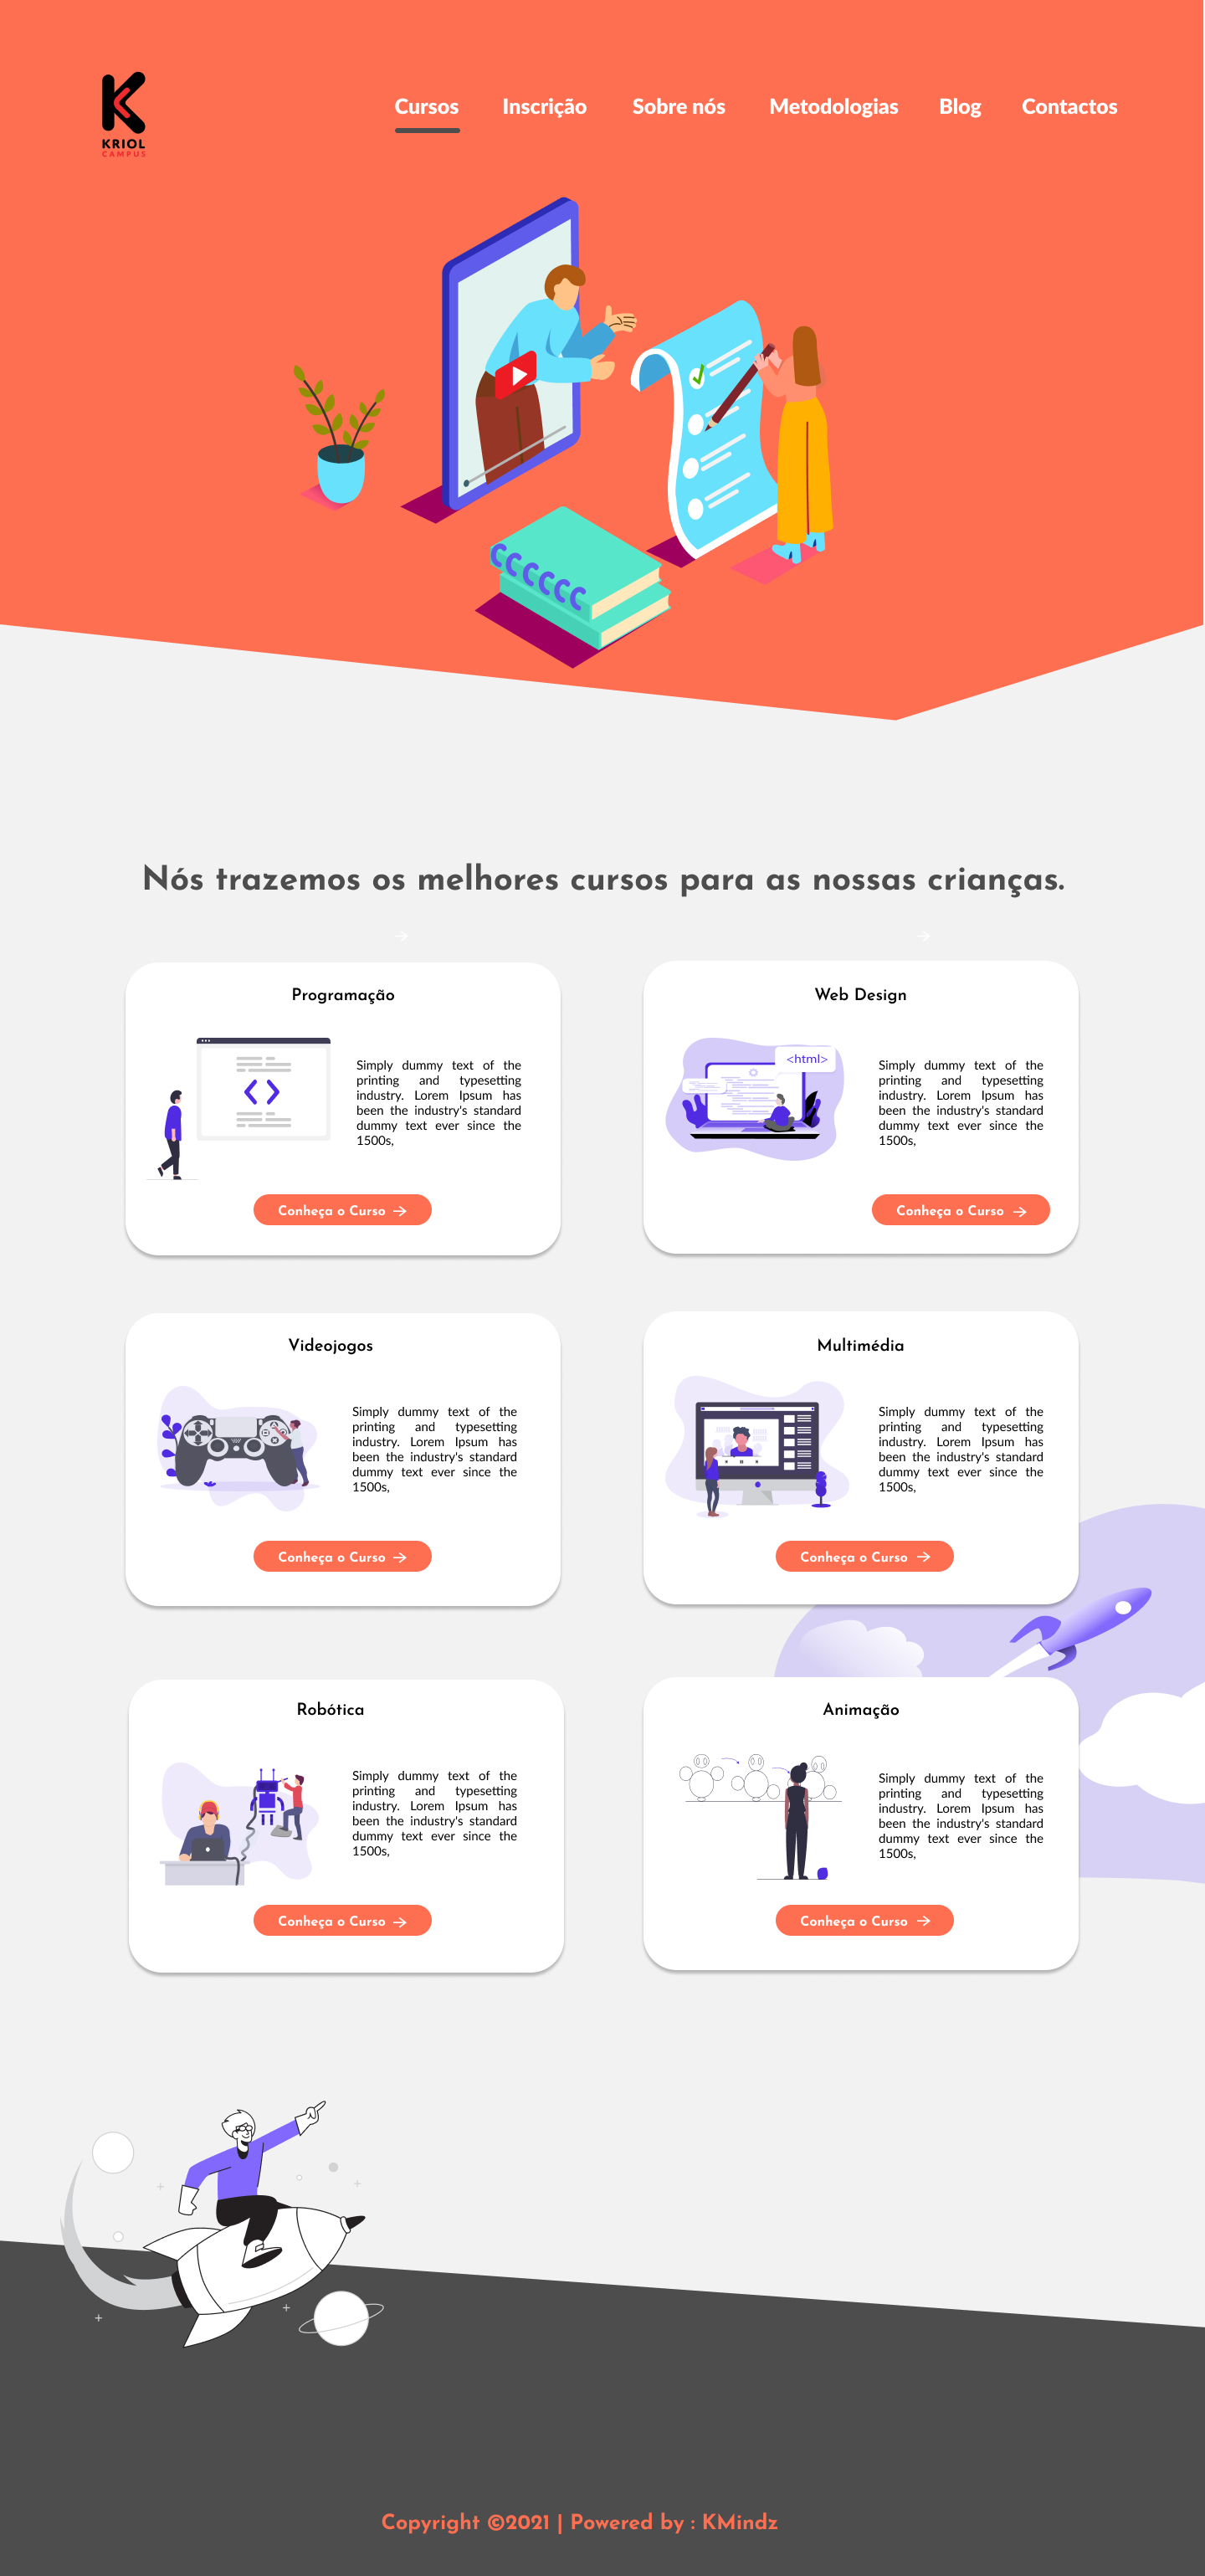 KRIOL
CAMPUS
Cursos Inscrição Sobre nós Metodologias Blog Contactos
Nós trazemos os melhores cursos para as nossas crianças.
Programação
Simply dummy text of the
printing and typesetting
industry. Lorem Ipsum has
been the industry's standard
dummy text ever since the
1500s,
Conheça o Curso →
Web Design
<html>
Simply dummy text of the
printing and typesetting
industry. Lorem Ipsum has
been the industry's standard
dummy text ever since the
1500s,
Conheça o Curso →
Videojogos
Simply dummy text of the
printing and typesetting
industry. Lorem Ipsum has
been the industry's standard
dummy text ever since the
1500s,
Conheça o Curso →
Multimédia
Simply dummy text of the
printing and typesetting
industry. Lorem Ipsum has
been the industry's standard
dummy text ever since the
1500s,
Conheça o Curso →
Robótica
Simply dummy text of the
printing and typesetting
industry. Lorem Ipsum has
been the industry's standard
dummy text ever since the
1500s,
Conheça o Curso →
Animação
Simply dummy text of the
printing and typesetting
industry. Lorem Ipsum has
been the industry's standard
dummy text ever since the
1500s,
Conheça o Curso →
Copyright ©2021 | Powered by : KMindz